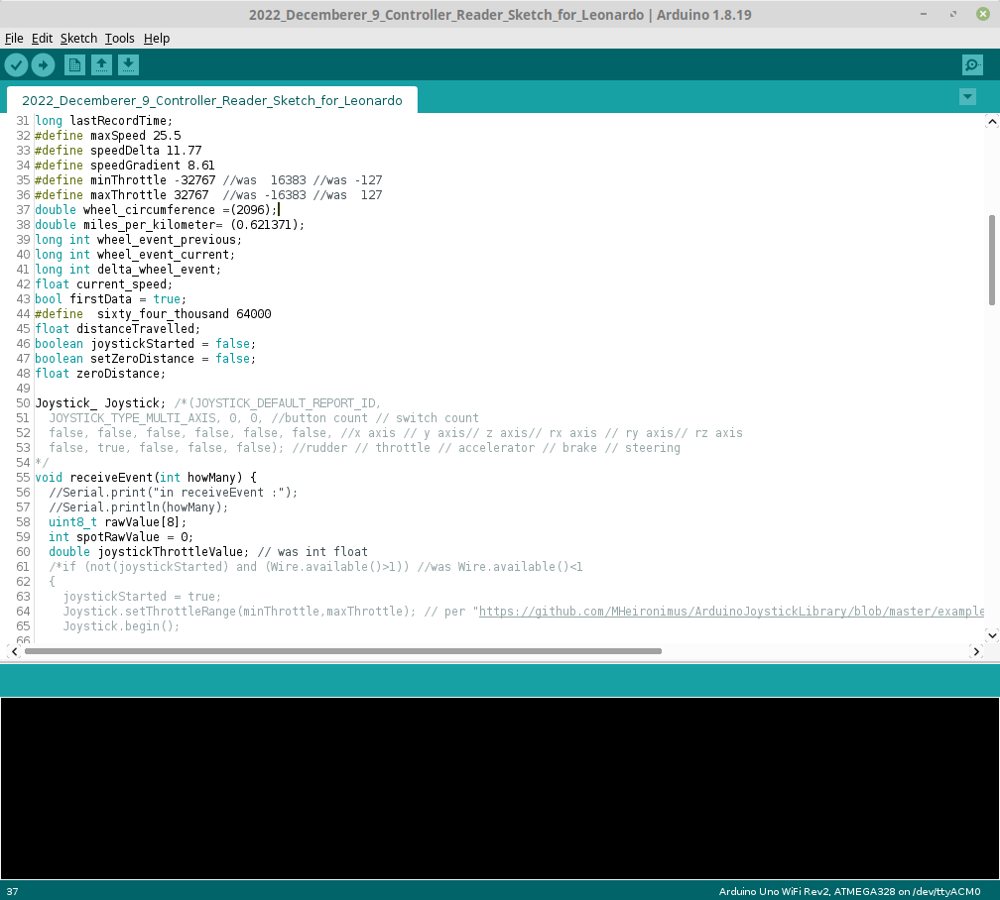 2022_Decemberer_9_Controller_Reader_Sketch_for_Leonardo | Arduino 1.8.19
File Edit Sketch Tools Help
2022_Decemberer_9_Controller_Reader_Sketch_for_Leonardo
31 long lastRecordTime;
32 #define maxSpeed 25.5
33 #define speedDelta 11.77
34 #define speedGradient 8.61
35 #define minThrottle -32767 //was  16383 //was -127
36 #define maxThrottle 32767  //was -16383 //was  127
37 double wheel_circumference =(2096);
38 double miles_per_kilometer= (0.621371);
39 long int wheel_event_previous;
40 long int wheel_event_current;
41 long int delta_wheel_event;
42 float current_speed;
43 bool firstData = true;
44 #define  sixty_four_thousand 64000
45 float distanceTravelled;
46 boolean joystickStarted = false;
47 boolean setZeroDistance = false;
48 float zeroDistance;
49
50 Joystick_ Joystick; /*(JOYSTICK_DEFAULT_REPORT_ID,
51   JOYSTICK_TYPE_MULTI_AXIS, 0, 0, //button count // switch count
52   false, false, false, false, false, false, //x axis // y axis// z axis// rx axis // ry axis// rz axis
53   false, true, false, false, false); //rudder // throttle // accelerator // brake // steering
54 */
55 void receiveEvent(int howMany) {
56   //Serial.print("in receiveEvent :");
57   //Serial.println(howMany);
58   uint8_t rawValue[8];
59   int spotRawValue = 0;
60   double joystickThrottleValue; // was int float
61   /*if (not(joystickStarted) and (Wire.available()>1)) //was Wire.available()<1
62   {
63     joystickStarted = true;
64     Joystick.setThrottleRange(minThrottle,maxThrottle); // per "https://github.com/MHeironimus/ArduinoJoystickLibrary/blob/master/example
65     Joystick.begin();
66
37
Arduino Uno WiFi Rev2, ATMEGA328 on /dev/ttyACM0